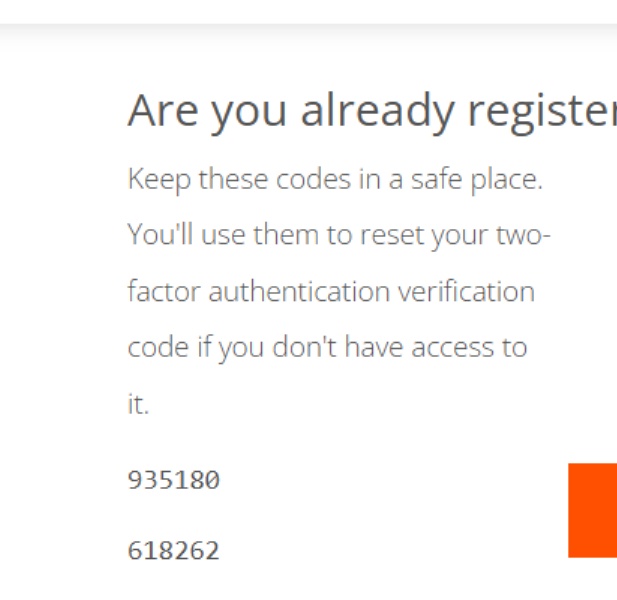 Are you already register
Keep these codes in a safe place.
You'll use them to reset your two-
factor authentication verification
code if you don't have access to
it.
935180
618262